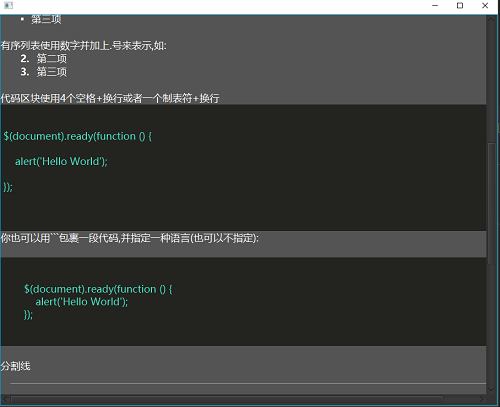 • 第三项
有序列表使用数字并加上.号来表示,如:
2. 第二项
3. 第三项
代码区块使用4个空格+换行或者一个制表符+换行
$(document).ready(function () {
alert('Hello World');
});
你也可以用```包裹一段代码,并指定一种语言(也可以不指定):
$(document).ready(function () {
alert('Hello World');
});
分割线